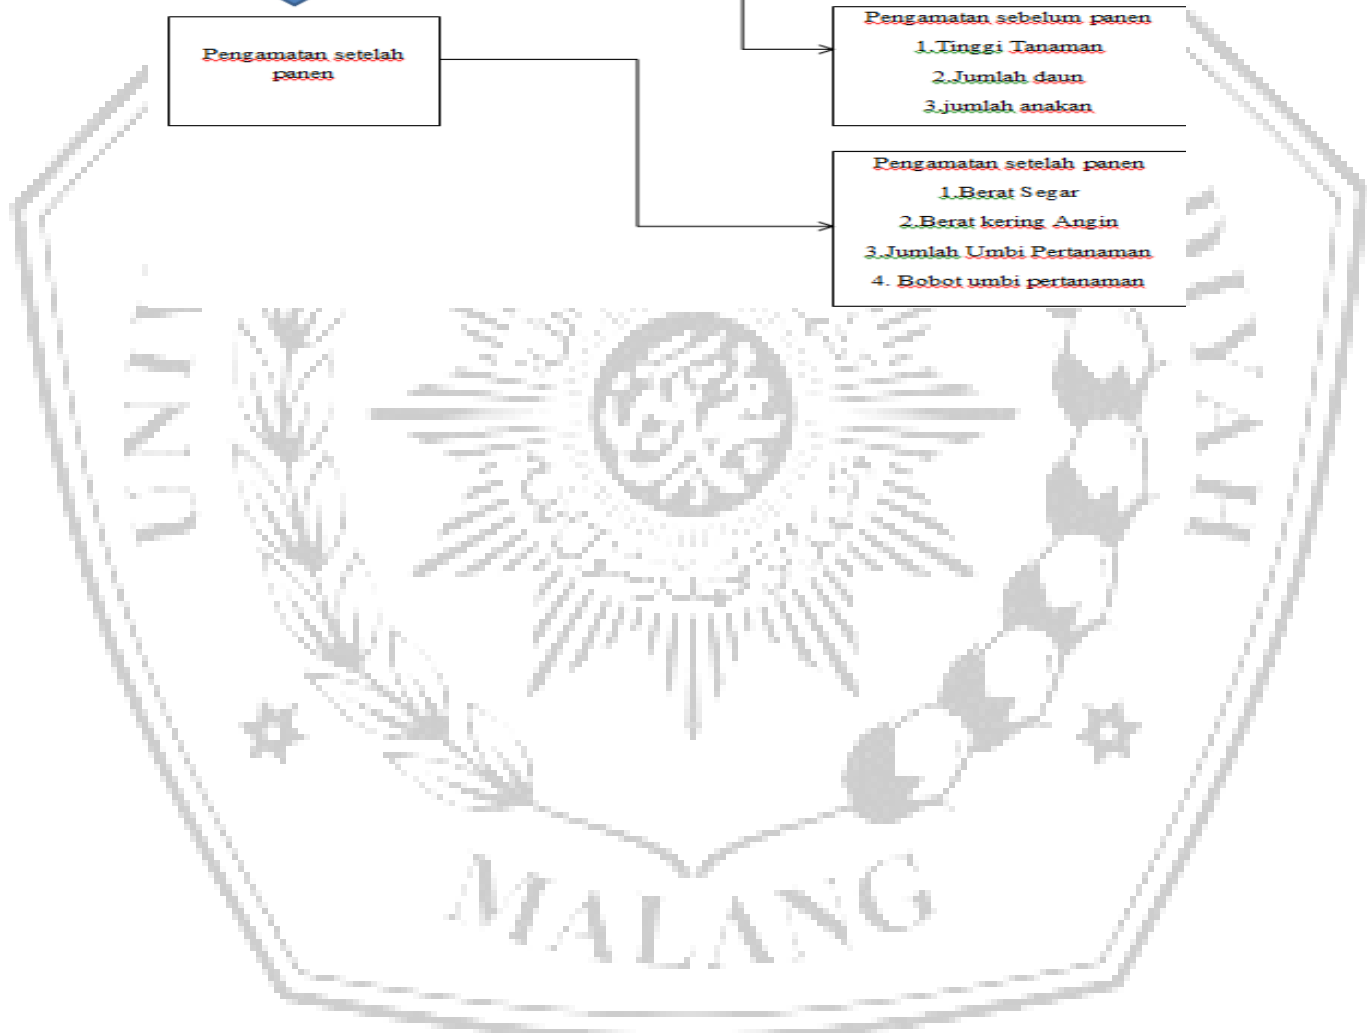 Pengamatan setelah
panen
Pengamatan sebelum panen
1.Tinggi Tanaman
2.Jumlah daun
3.jumlah anakan
Pengamatan setelah panen
1.Berat Segar
2.Berat kering Angin
3.Jumlah Umbi Pertanaman
4. Bobot umbi pertanaman
MALANG